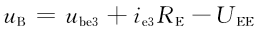 u_B = u_be3 + i_e3 R_E − U_EE